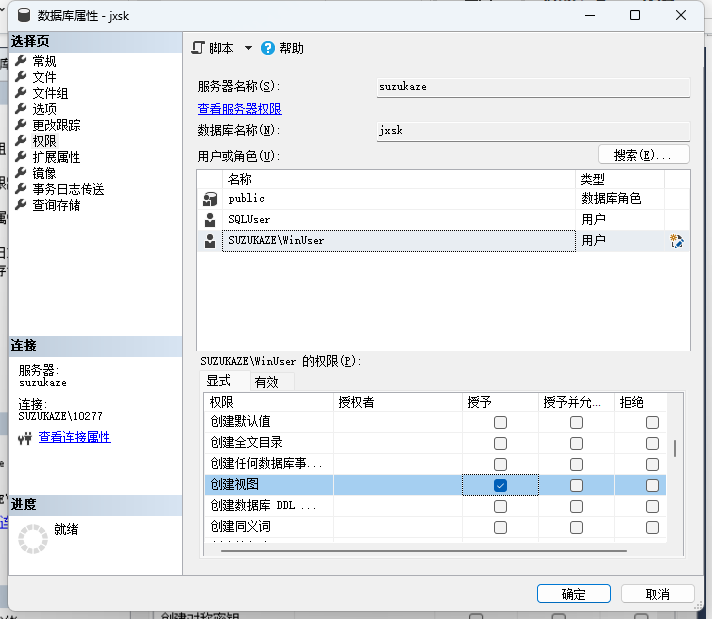 数据库属性 - jxsk
选择页
常规
文件
文件组
选项
更改跟踪
权限
扩展属性
镜像
事务日志传送
查询存储
连接
服务器:
suzukaze
连接:
SUZUKAZE\10277
查看连接属性
进度
就绪
脚本 帮助
服务器名称(S): suzukaze
查看服务器权限
数据库名称(N): jxsk
用户或角色(U): 搜索(E)...
名称 类型
public 数据库角色
SQLUser 用户
SUZUKAZE\WinUser 用户
SUZUKAZE\WinUser 的权限(P):
显式 有效
权限 授权者 授予 授予并允... 拒绝
创建默认值
创建全文目录
创建任何数据库事...
创建视图
创建数据库 DDL ...
创建同义词
确定 取消
创建对称密钥